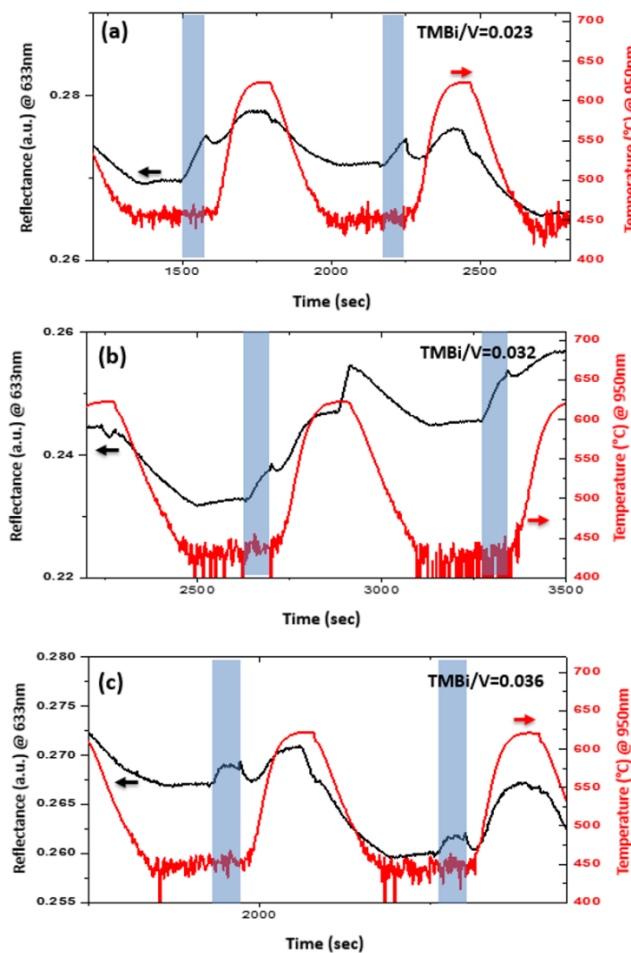 (a)
TMBi/V=0.023
Reflectance (a.u.) @ 633nm
0.28
0.26
700
650
600
550
500
450
400
Temperature (°C) @ 950nm
1500
2000
2500
Time (sec)
(b)
TMBi/V=0.032
Reflectance (a.u.) @ 633nm
0.26
0.24
0.22
700
650
600
550
500
450
400
Temperature (°C) @ 950nm
2500
3000
3500
Time (sec)
(c)
TMBi/V=0.036
Reflectance (a.u.) @ 633nm
0.280
0.275
0.270
0.265
0.260
0.255
700
650
600
550
500
450
400
Temperature (°C) @ 950nm
2000
Time (sec)